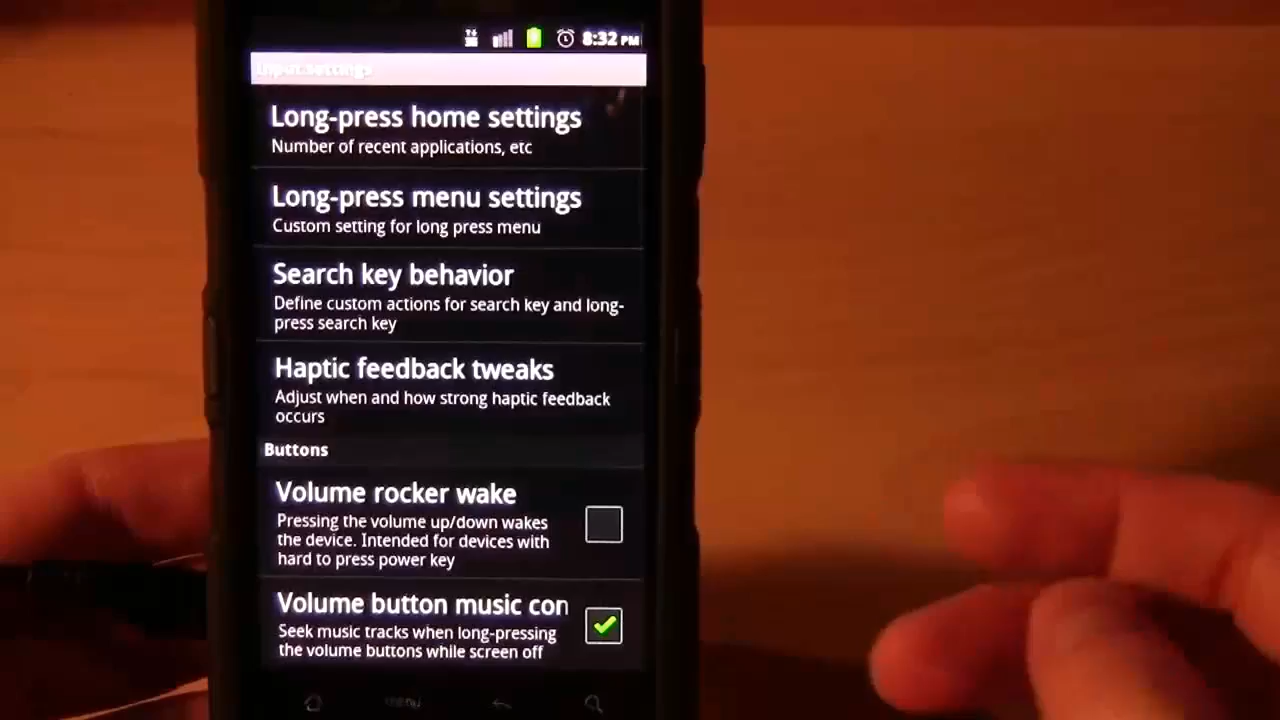 8:32 PM
Input settings
Long-press home settings
Number of recent applications, etc
Long-press menu settings
Custom setting for long press menu
Search key behavior
Define custom actions for search key and long-
press search key
Haptic feedback tweaks
Adjust when and how strong haptic feedback
occurs
Buttons
Volume rocker wake
Pressing the volume up/down wakes
the device. Intended for devices with
hard to press power key
Volume button music con
Seek music tracks when long-pressing
the volume buttons while screen off
menu